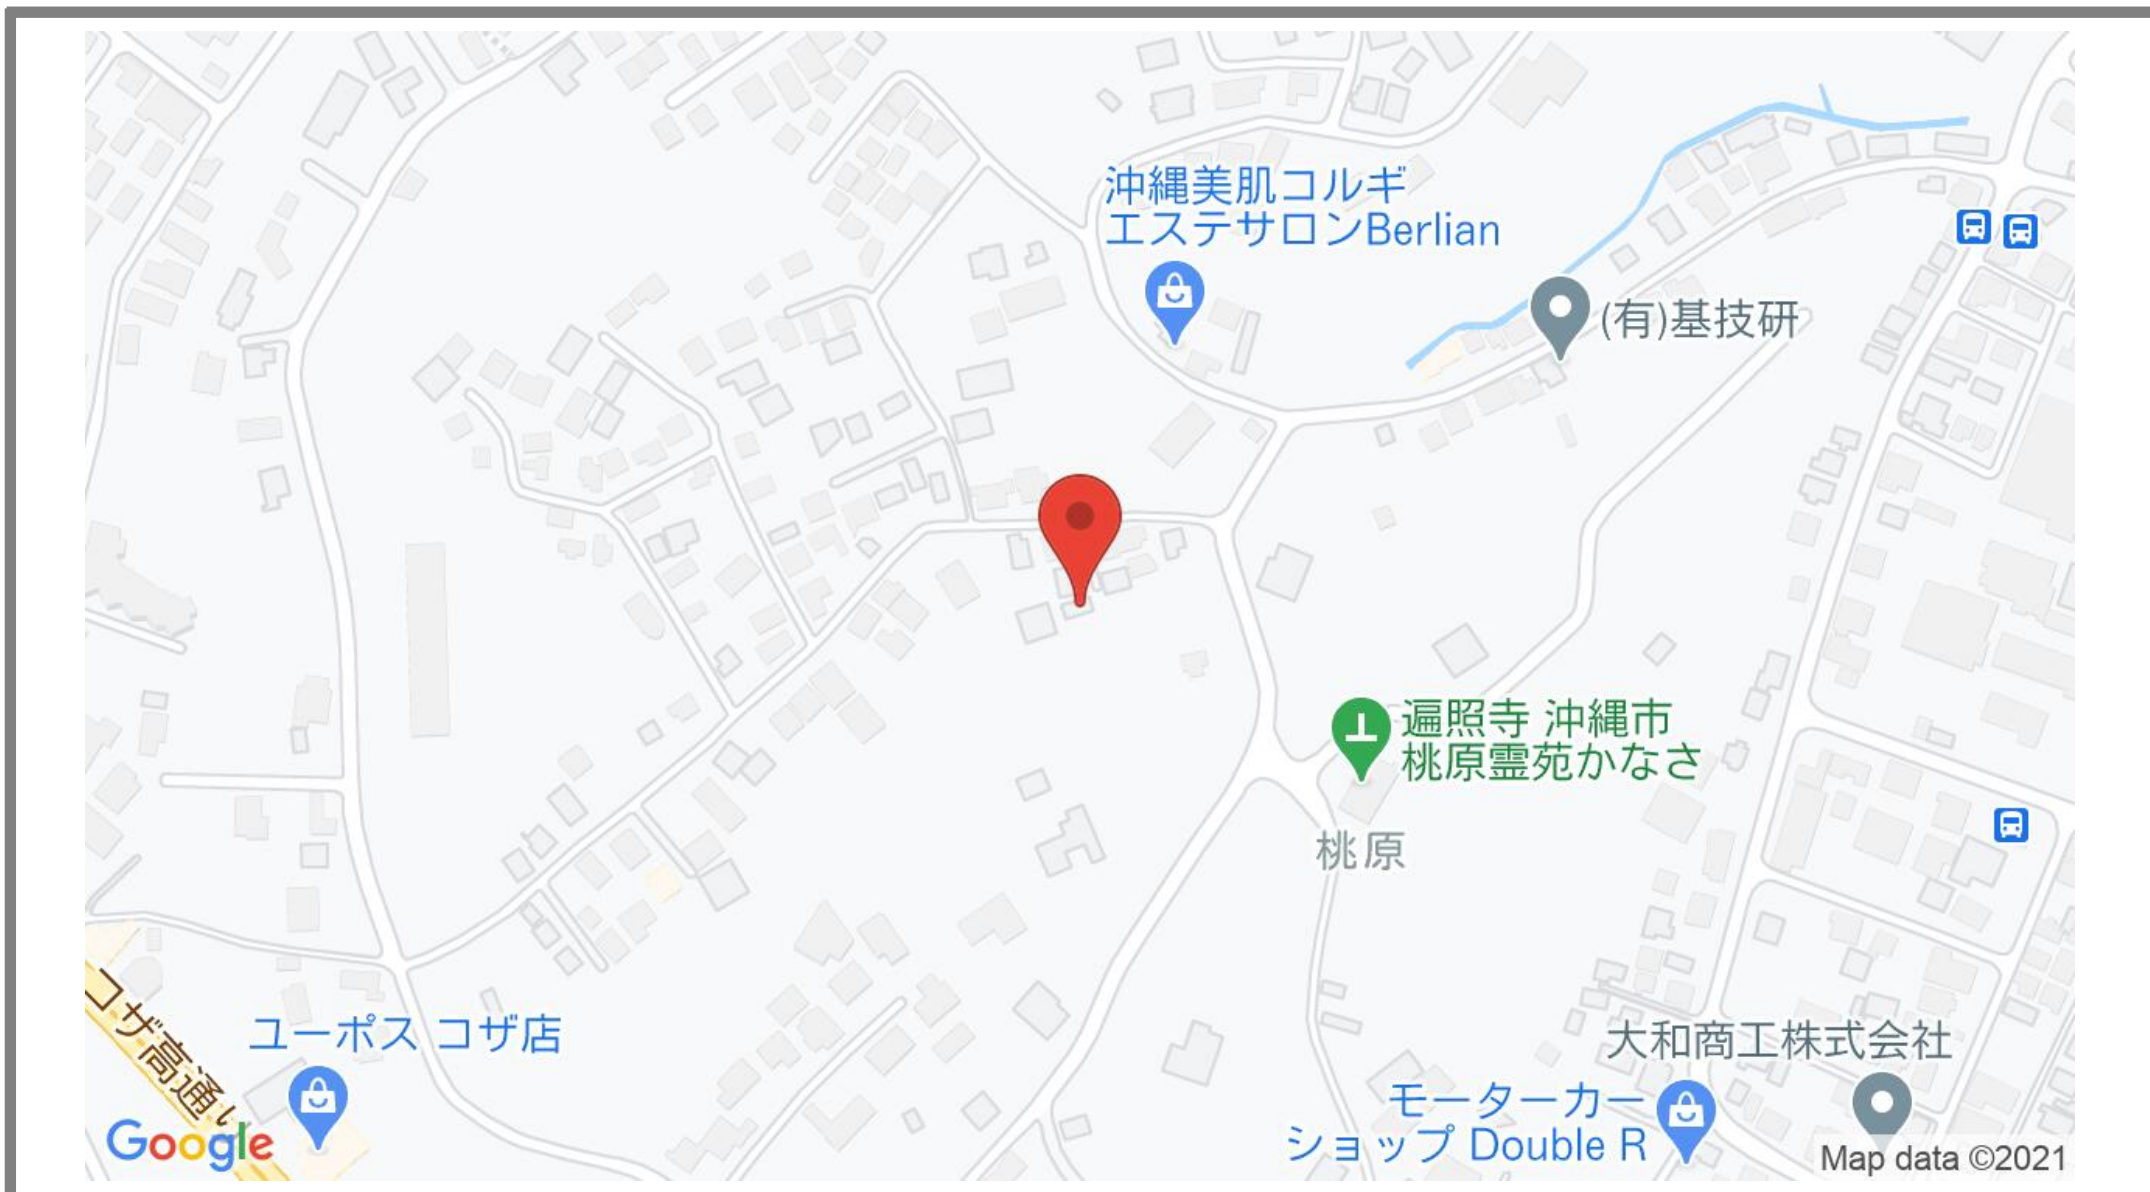 沖縄美肌コルギ
エステサロンBerlian
(有)基技研
遍照寺 沖縄市
桃原霊苑かなさ
桃原
コザ高通り
ユーポス コザ店
大和商工株式会社
モーターカー
ショップ Double R
Google
Map data ©2021